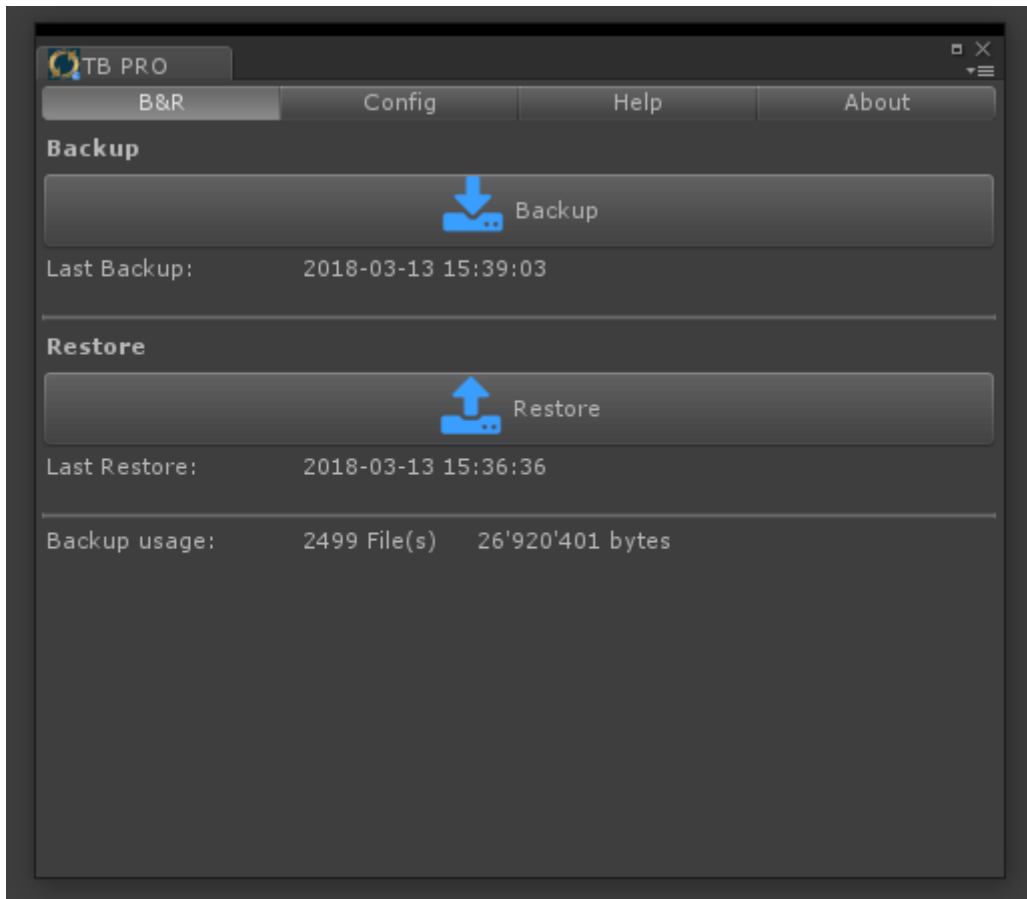 TB PRO
B&R Config Help About
Backup
Backup
Last Backup: 2018-03-13 15:39:03
Restore
Restore
Last Restore: 2018-03-13 15:36:36
Backup usage: 2499 File(s) 26'920'401 bytes